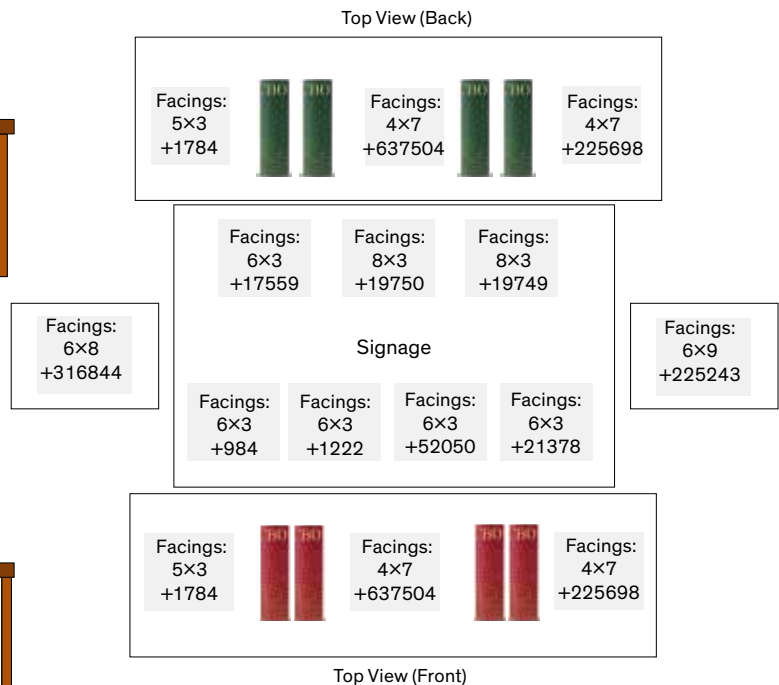 Top View (Back)
Facings:
5×3
+1784
Facings:
4×7
+637504
Facings:
4×7
+225698
Facings:
6×3
+17559
Facings:
8×3
+19750
Facings:
8×3
+19749
Facings:
6×8
+316844
Signage
Facings:
6×9
+225243
Facings:
6×3
+984
Facings:
6×3
+1222
Facings:
6×3
+52050
Facings:
6×3
+21378
Facings:
5×3
+1784
Facings:
4×7
+637504
Facings:
4×7
+225698
Top View (Front)